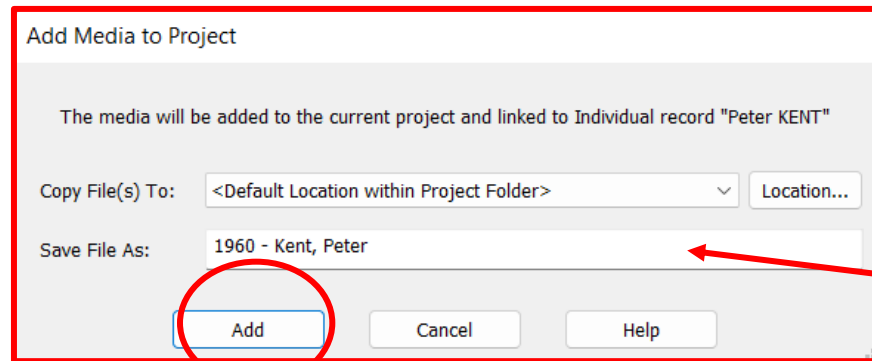 Add Media to Project
The media will be added to the current project and linked to Individual record "Peter KENT"
Copy File(s) To: <Default Location within Project Folder> Location...
Save File As: 1960 - Kent, Peter
Add Cancel Help